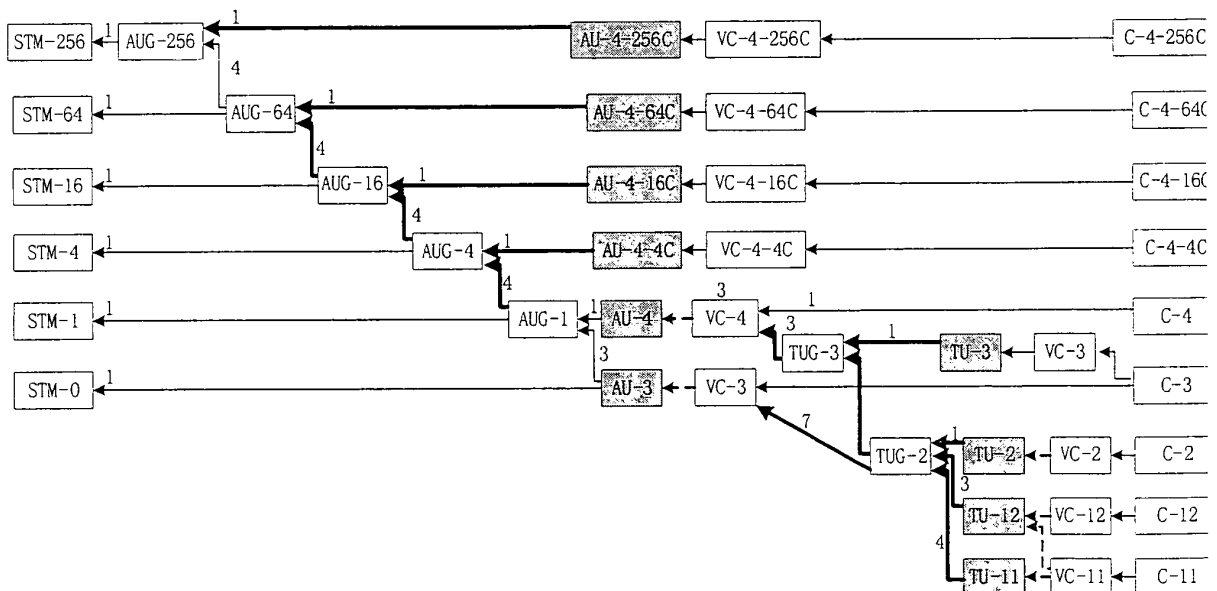 STM-256 1 AUG-256 1 AU-4-256C VC-4-256C C-4-256C
4
STM-64 1 AUG-64 1 AU-4-64C VC-4-64C C-4-64C
4
STM-16 1 AUG-16 1 AU-4-16C VC-4-16C C-4-16C
4
STM-4 1 AUG-4 1 AU-4-4C VC-4-4C C-4-4C
4
STM-1 1 AUG-1 1 AU-4 3 VC-4 1 C-4
3 3 TUG-3 1 TU-3 VC-3
STM-0 1 AU-3 VC-3 C-3
7
TUG-2 1 TU-2 VC-2 C-2
3
TU-12 VC-12 C-12
4
TU-11 VC-11 C-11